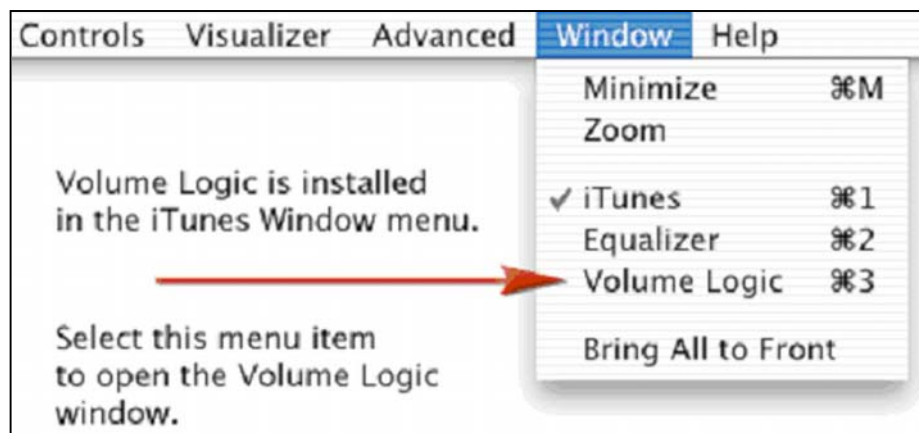 Controls Visualizer Advanced Window Help
Minimize ⌘M
Zoom
Volume Logic is installed
in the iTunes Window menu.
✓ iTunes ⌘1
Equalizer ⌘2
Volume Logic ⌘3
Select this menu item
to open the Volume Logic
window.
Bring All to Front